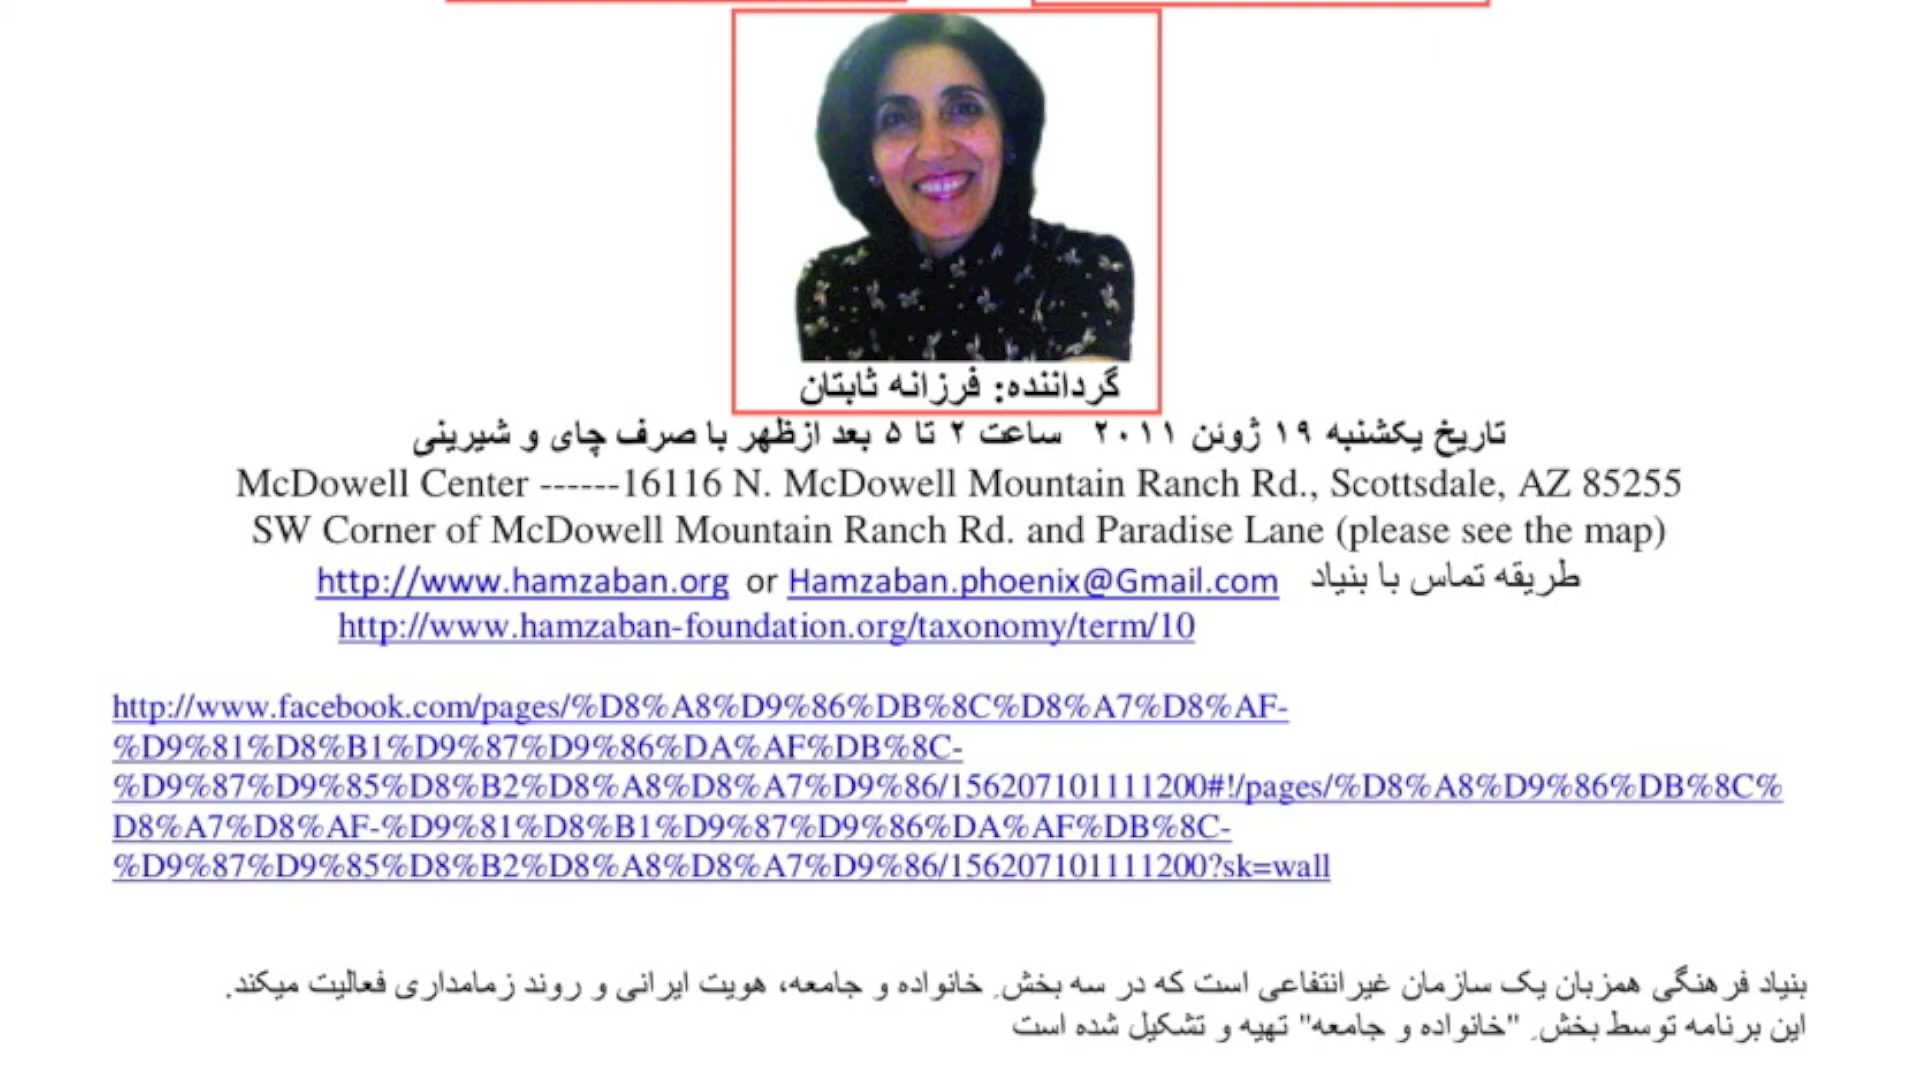 گرداننده: فرزانه ثابتان
تاریخ یکشنبه ۱۹ ژوئن ۲۰۱۱ ساعت ۲ تا ۵ بعد ازظهر با صرف چای و شیرینی
McDowell Center ------16116 N. McDowell Mountain Ranch Rd., Scottsdale, AZ 85255
SW Corner of McDowell Mountain Ranch Rd. and Paradise Lane (please see the map)
http://www.hamzaban.org or Hamzaban.phoenix@Gmail.com طریقه تماس با بنیاد
http://www.hamzaban-foundation.org/taxonomy/term/10
http://www.facebook.com/pages/%D8%A8%D9%86%DB%8C%D8%A7%D8%AF-
%D9%81%D8%B1%D9%87%D9%86%DA%AF%DB%8C-
%D9%87%D9%85%D8%B2%D8%A8%D8%A7%D9%86/156207101111200#!/pages/%D8%A8%D9%86%DB%8C%
D8%A7%D8%AF-%D9%81%D8%B1%D9%87%D9%86%DA%AF%DB%8C-
%D9%87%D9%85%D8%B2%D8%A8%D8%A7%D9%86/156207101111200?sk=wall
بنیاد فرهنگی همزبان یک سازمان غیرانتفاعی است که در سه بخشِ خانواده و جامعه، هویت ایرانی و روند زمامداری فعالیت میکند.
این برنامه توسط بخشِ "خانواده و جامعه" تهیه و تشکیل شده است